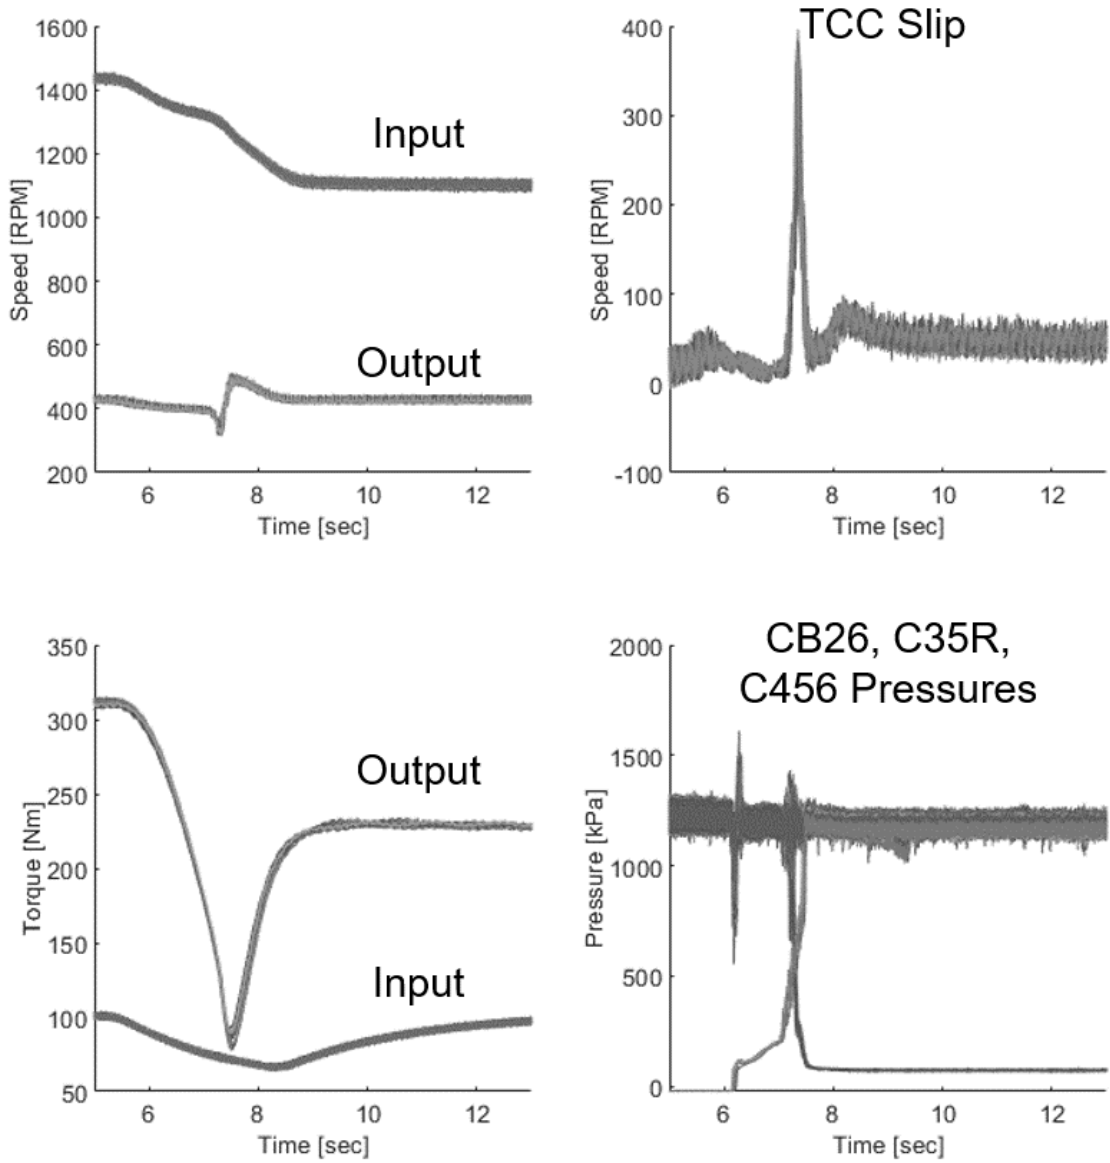 TCC Slip
1600
1400
1200
1000
800
600
400
200
Speed [RPM]
Input
Output
6 8 10 12
Time [sec]
400
300
200
100
0
-100
Speed [RPM]
6 8 10 12
Time [sec]
350
300
250
200
150
100
50
Torque [Nm]
Output
Input
6 8 10 12
Time [sec]
CB26, C35R,
C456 Pressures
2000
1500
1000
500
0
Pressure [kPa]
6 8 10 12
Time [sec]